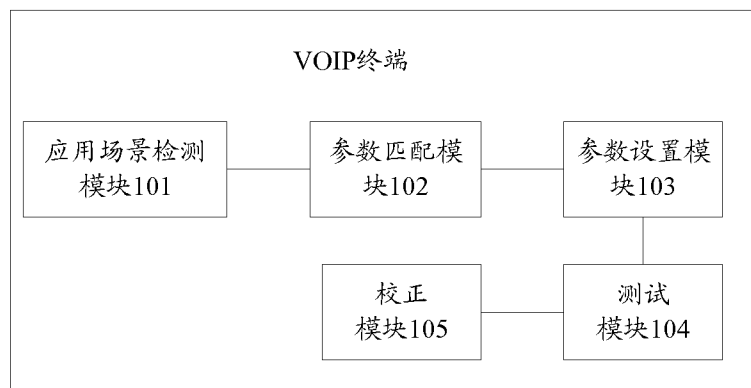 VOIP终端
应用场景检测
模块101
参数匹配模
块102
参数设置模
块103
校正
模块105
测试
模块104